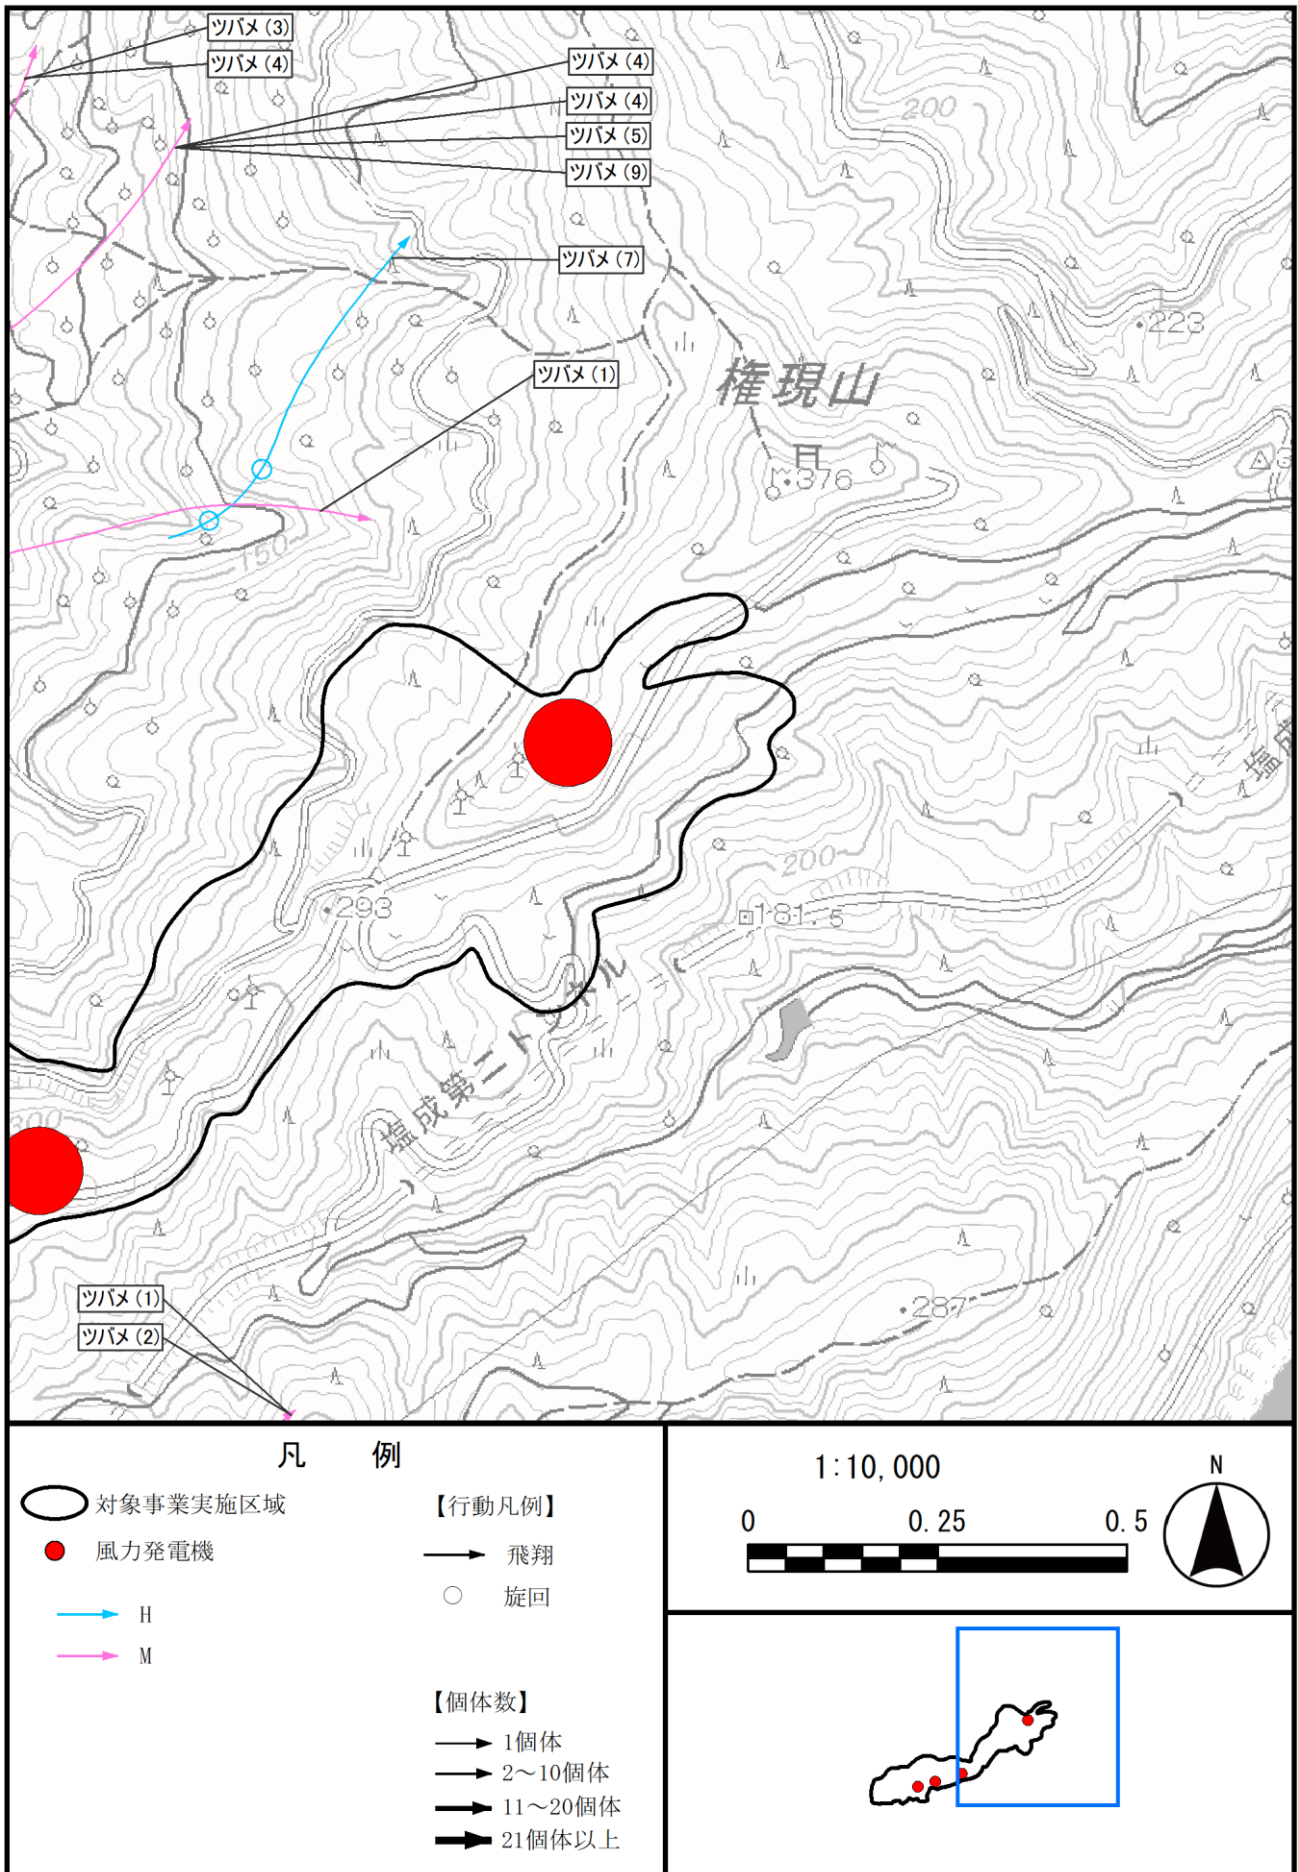 ツバメ (3)
ツバメ (4)
ツバメ (4)
ツバメ (4)
ツバメ (5)
ツバメ (9)
200
ツバメ (7)
223
ツバメ (1)
権現山
376
150
塩成
200
293
181.5
塩成第二トンネル
300
287
ツバメ (1)
ツバメ (2)
凡 例
対象事業実施区域
風力発電機
H
M
【行動凡例】
飛翔
旋回
【個体数】
1個体
2～10個体
11～20個体
21個体以上
1:10,000
0 0.25 0.5
N